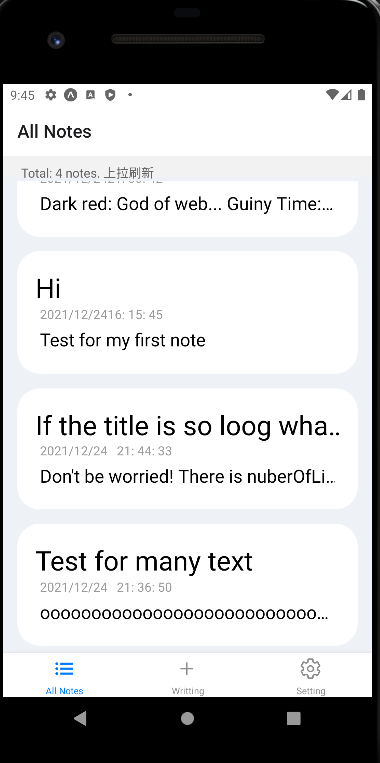 9:45
All Notes
Total: 4 notes. 上拉刷新
Dark red: God of web... Guiny Time:...
Hi
2021/12/2416: 15: 45
Test for my first note
If the title is so loog wha...
2021/12/24 21: 44: 33
Don't be worried! There is nuberOfLi...
Test for many text
2021/12/24 21: 36: 50
ooooooooooooooooooooooooooo...
All Notes
Writting
Setting